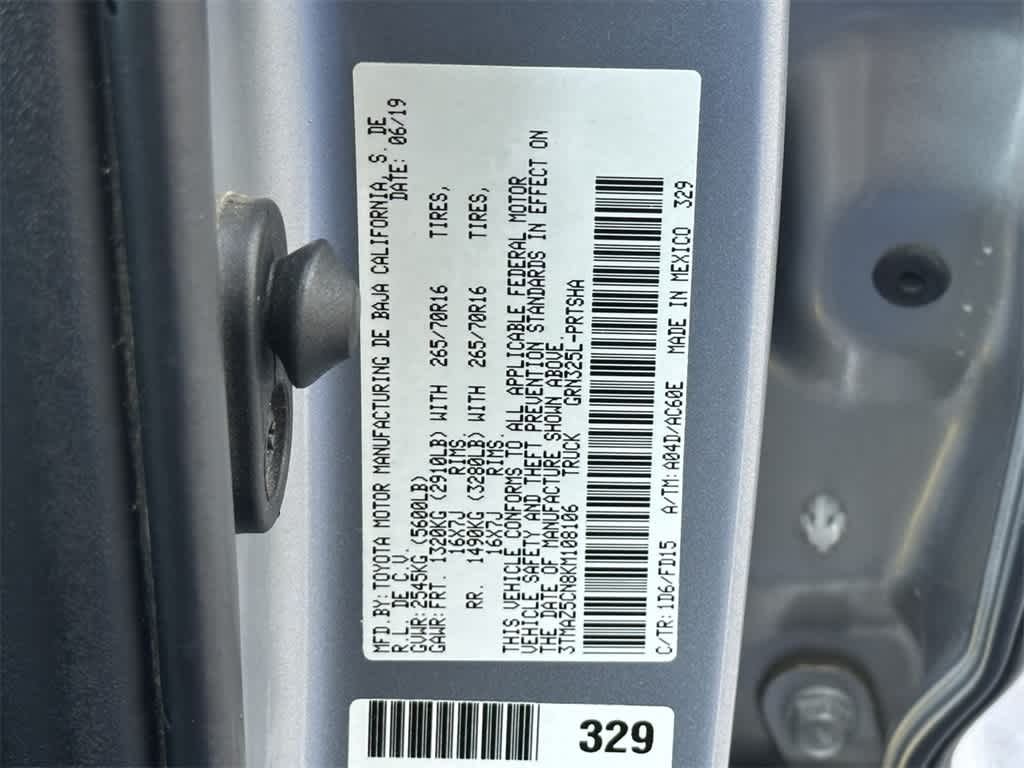 MFD.BY:TOYOTA MOTOR MANUFACTURING DE BAJA CALIFORNIA, S. DE
R.L. DE C.V. DATE: 06/19
GVWR:2545KG (5600LB)
GAWR:FRT. 1320KG (2910LB) WITH 265/70R16 TIRES,
16X7J RIMS.
RR. 1490KG (3280LB) WITH 265/70R16 TIRES,
16X7J RIMS.
THIS VEHICLE CONFORMS TO ALL APPLICABLE FEDERAL MOTOR
VEHICLE SAFETY AND THEFT PREVENTION STANDARDS IN EFFECT ON
THE DATE OF MANUFACTURE SHOWN ABOVE.
3TMAZ5CN8KM108106 TRUCK GRN325L-PRTSHA
C/TR:1D6/FD15 A/TM:A04D/AC60E MADE IN MEXICO 329
329